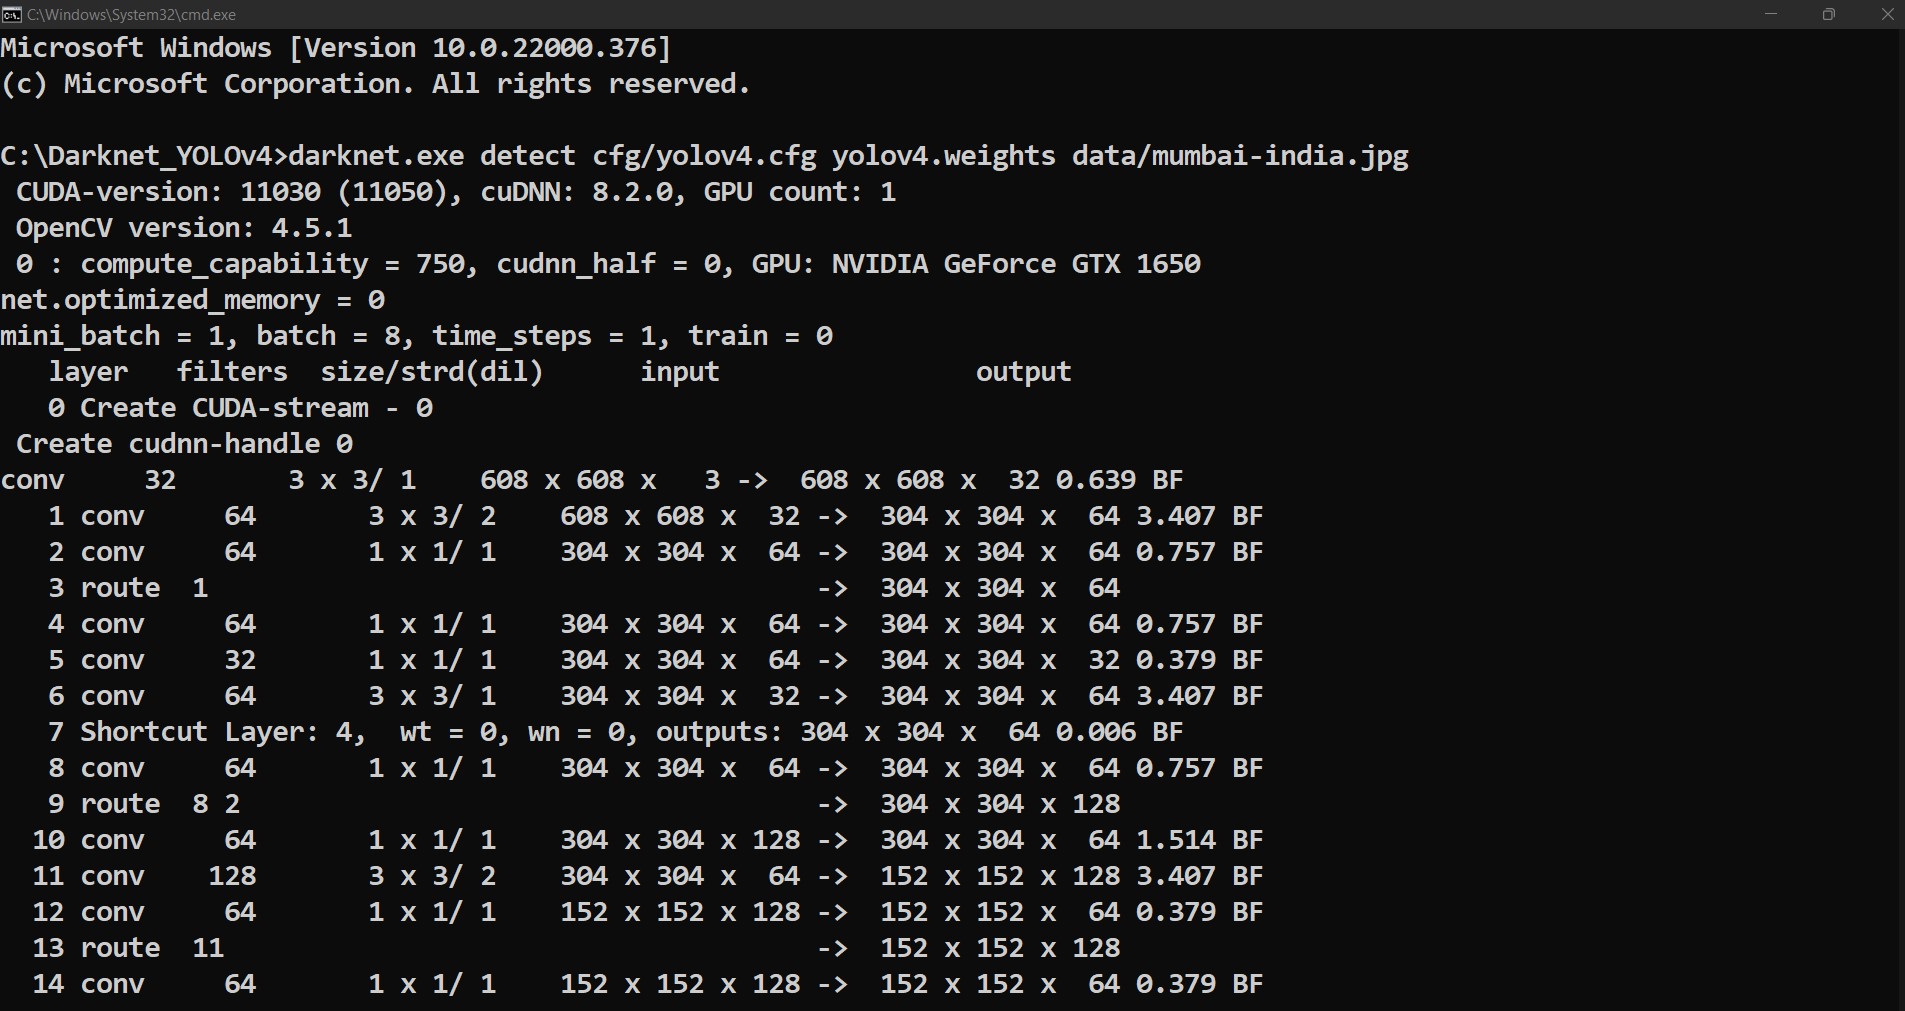 C:\Windows\System32\cmd.exe
Microsoft Windows [Version 10.0.22000.376]
(c) Microsoft Corporation. All rights reserved.

C:\Darknet_YOLOv4>darknet.exe detect cfg/yolov4.cfg yolov4.weights data/mumbai-india.jpg
 CUDA-version: 11030 (11050), cuDNN: 8.2.0, GPU count: 1
 OpenCV version: 4.5.1
 0 : compute_capability = 750, cudnn_half = 0, GPU: NVIDIA GeForce GTX 1650
net.optimized_memory = 0
mini_batch = 1, batch = 8, time_steps = 1, train = 0
   layer   filters  size/strd(dil)      input                output
   0 Create CUDA-stream - 0
 Create cudnn-handle 0
conv     32       3 x 3/ 1    608 x 608 x   3 ->  608 x 608 x  32 0.639 BF
   1 conv     64       3 x 3/ 2    608 x 608 x  32 ->  304 x 304 x  64 3.407 BF
   2 conv     64       1 x 1/ 1    304 x 304 x  64 ->  304 x 304 x  64 0.757 BF
   3 route  1                                      ->  304 x 304 x  64
   4 conv     64       1 x 1/ 1    304 x 304 x  64 ->  304 x 304 x  64 0.757 BF
   5 conv     32       1 x 1/ 1    304 x 304 x  64 ->  304 x 304 x  32 0.379 BF
   6 conv     64       3 x 3/ 1    304 x 304 x  32 ->  304 x 304 x  64 3.407 BF
   7 Shortcut Layer: 4,  wt = 0, wn = 0, outputs: 304 x 304 x  64 0.006 BF
   8 conv     64       1 x 1/ 1    304 x 304 x  64 ->  304 x 304 x  64 0.757 BF
   9 route  8 2                                    ->  304 x 304 x 128
  10 conv     64       1 x 1/ 1    304 x 304 x 128 ->  304 x 304 x  64 1.514 BF
  11 conv    128       3 x 3/ 2    304 x 304 x  64 ->  152 x 152 x 128 3.407 BF
  12 conv     64       1 x 1/ 1    152 x 152 x 128 ->  152 x 152 x  64 0.379 BF
  13 route  11                                     ->  152 x 152 x 128
  14 conv     64       1 x 1/ 1    152 x 152 x 128 ->  152 x 152 x  64 0.379 BF